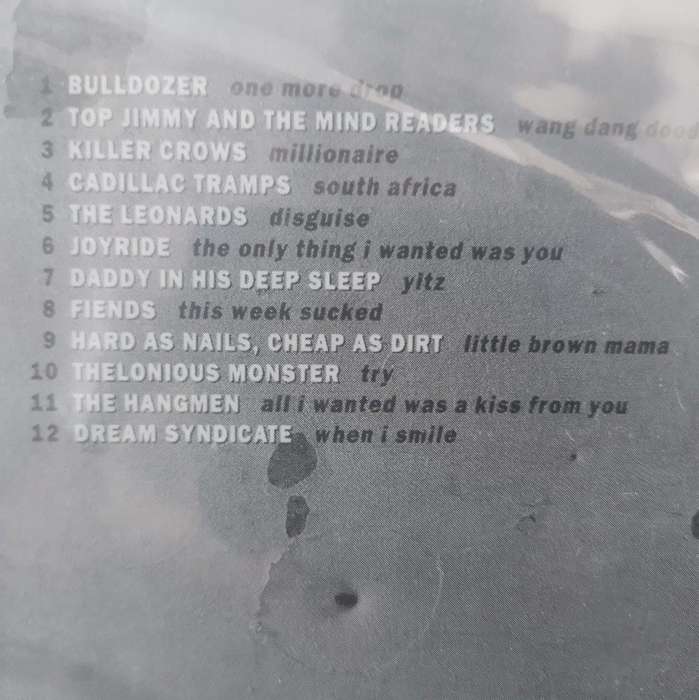 1 BULLDOZER one more drop
2 TOP JIMMY AND THE MIND READERS wang dang
3 KILLER CROWS millionaire
4 CADILLAC TRAMPS south africa
5 THE LEONARDS disguise
6 JOYRIDE the only thing i wanted was you
7 DADDY IN HIS DEEP SLEEP yitz
8 FIENDS this week sucked
9 HARD AS NAILS, CHEAP AS DIRT little brown mama
10 THELONIOUS MONSTER try
11 THE HANGMEN all i wanted was a kiss from you
12 DREAM SYNDICATE when i smile